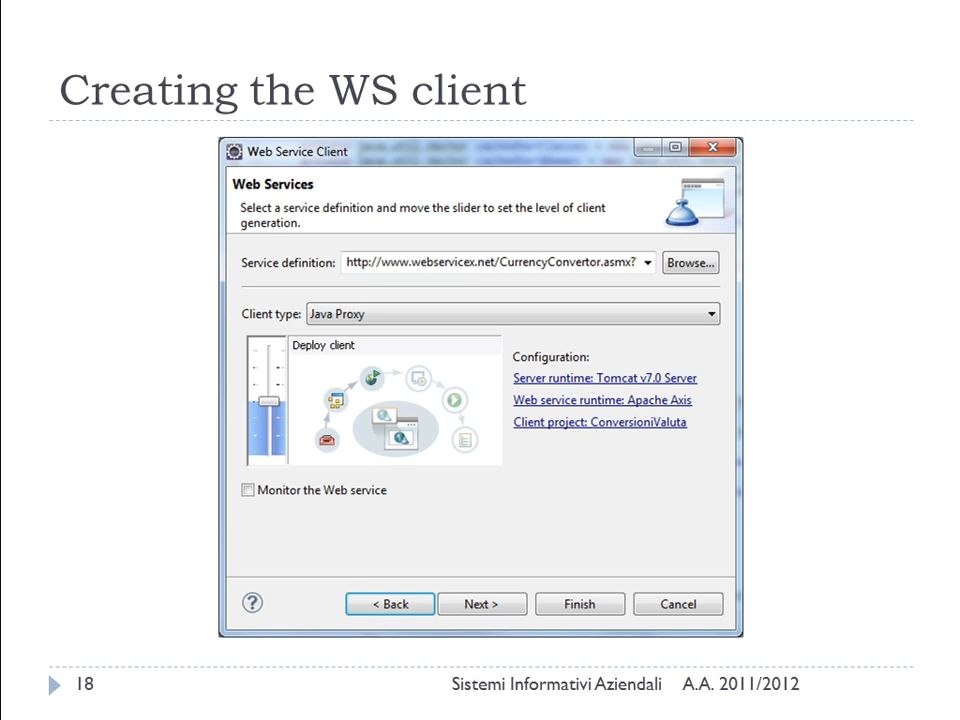 Creating the WS client
Web Service Client
Web Services
Select a service definition and move the slider to set the level of client
generation.
Service definition: http://www.webservicex.net/CurrencyConvertor.asmx? Browse...
Client type: Java Proxy
Deploy client
Configuration:
Server runtime: Tomcat v7.0 Server
Web service runtime: Apache Axis
Client project: ConversioniValuta
Monitor the Web service
< Back Next > Finish Cancel
18 Sistemi Informativi Aziendali A.A. 2011/2012